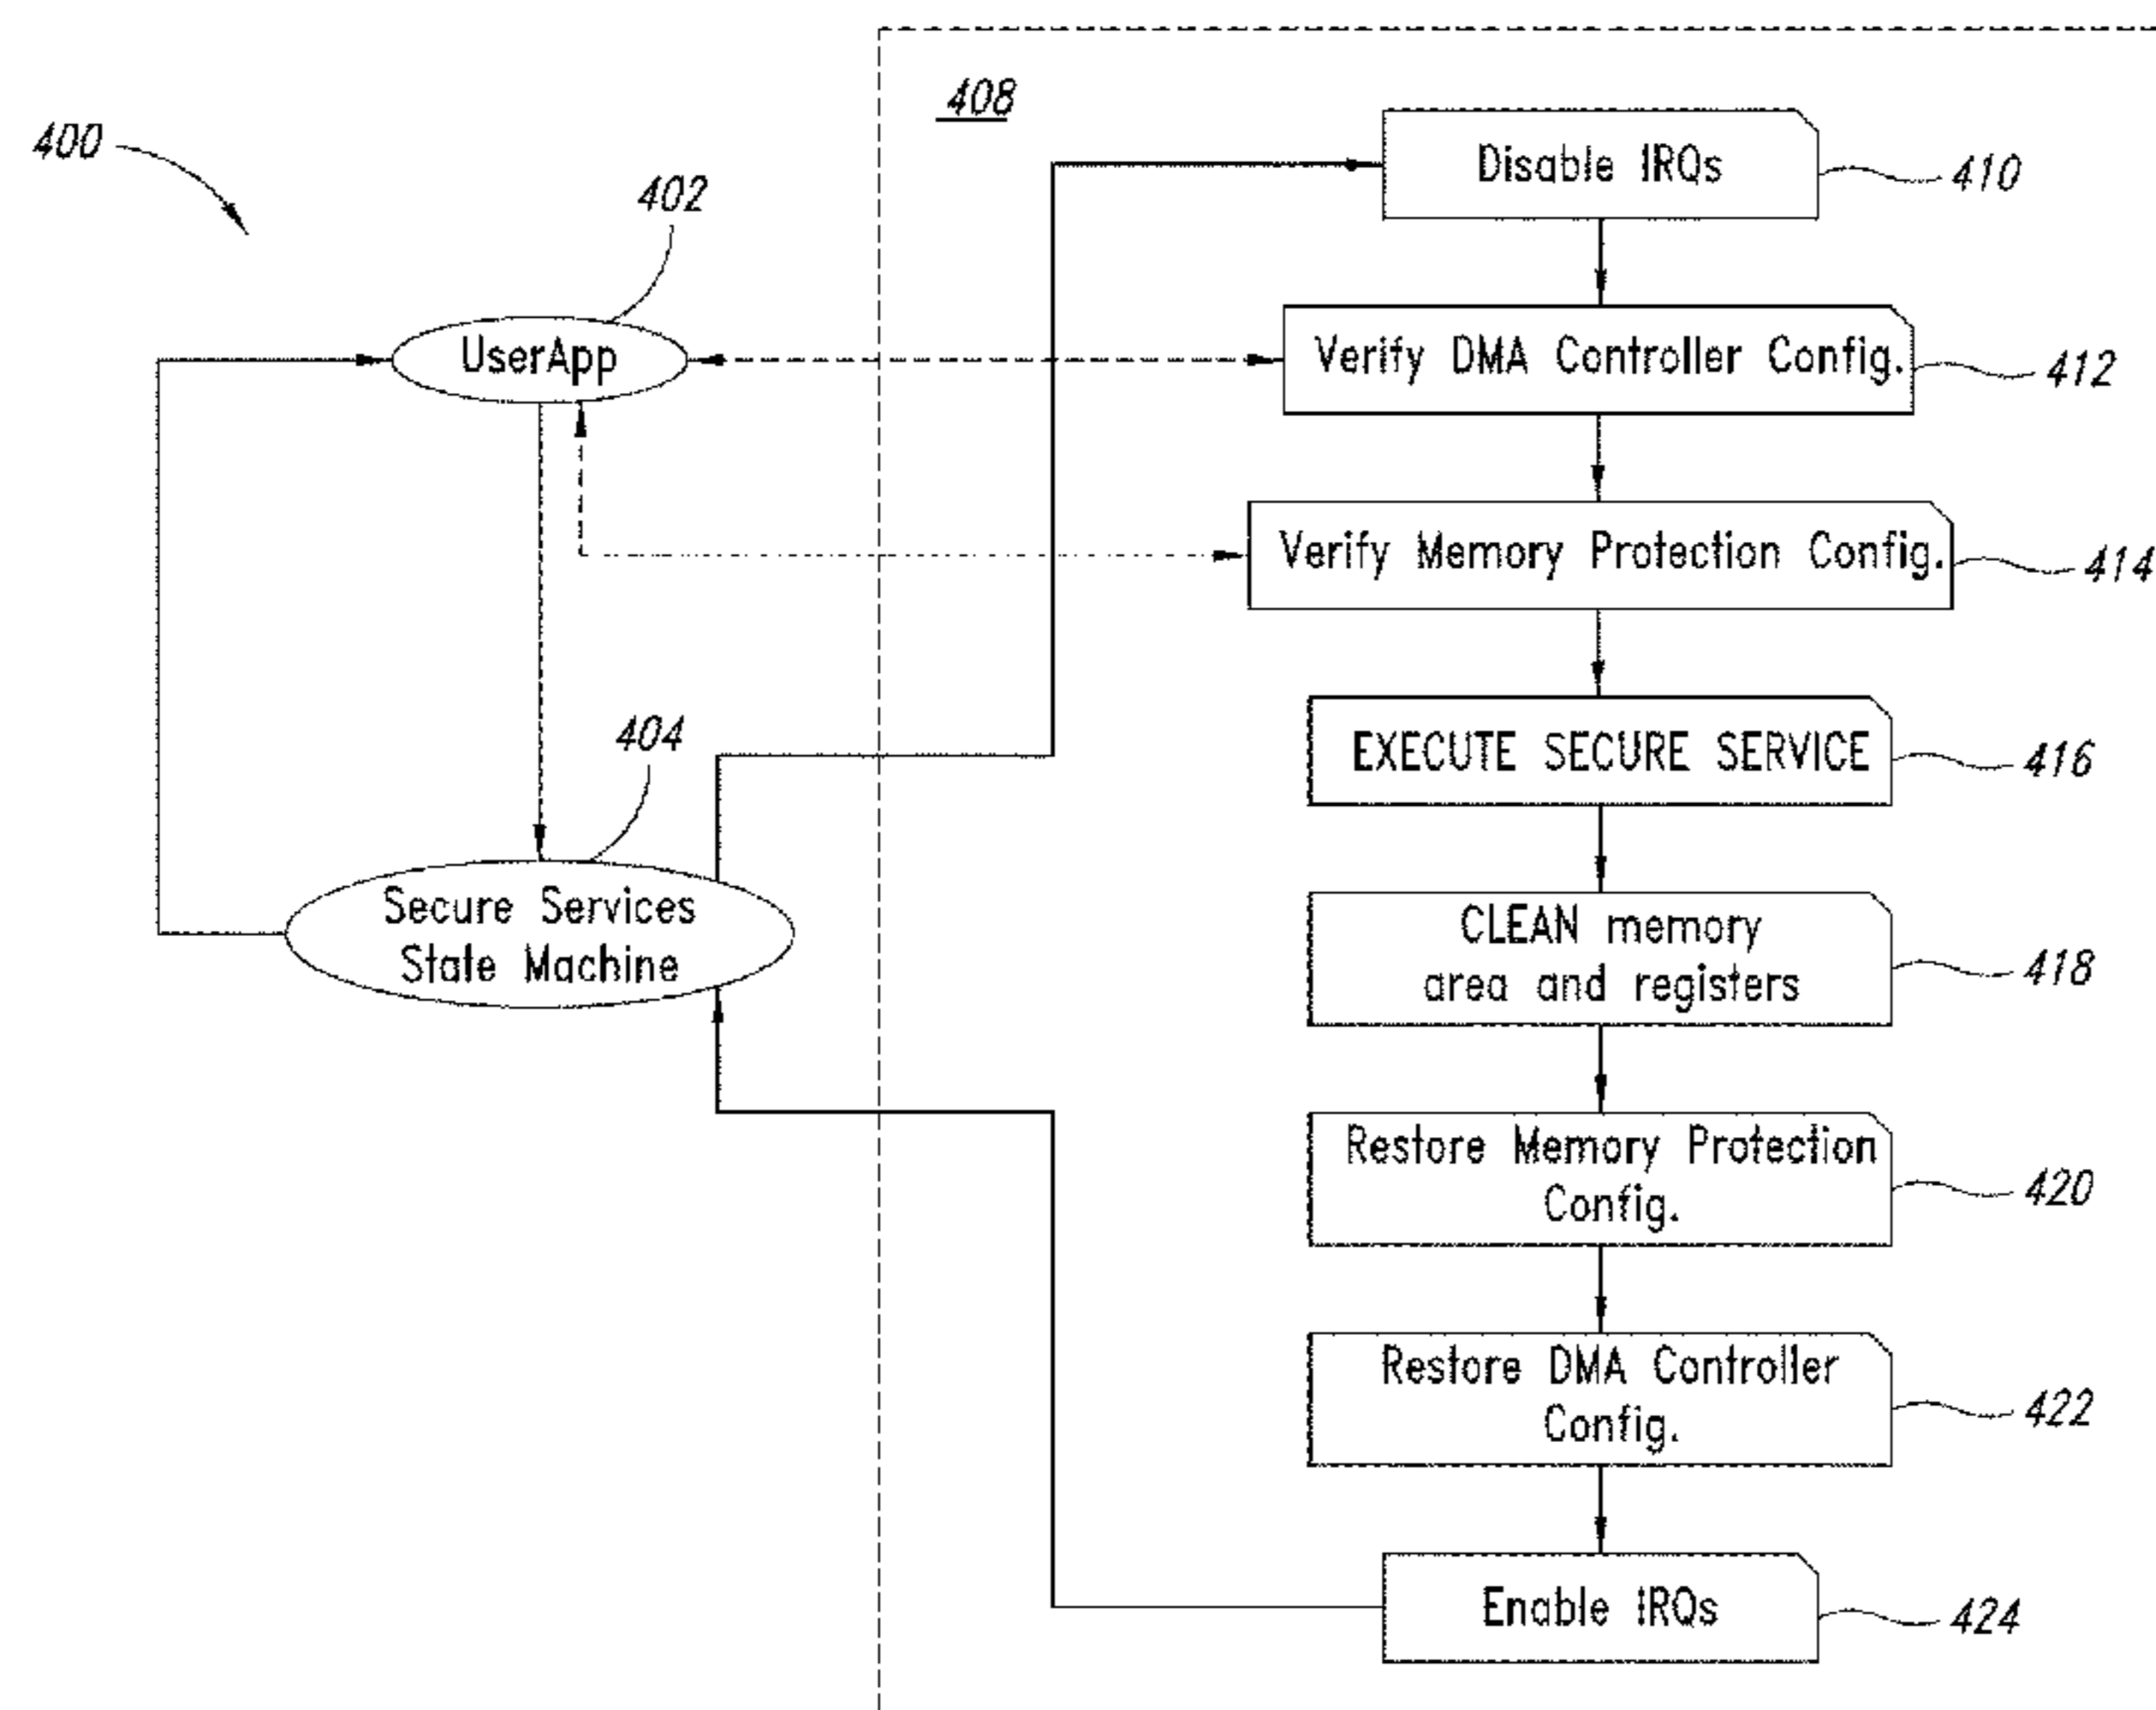 400
402
UserApp
404
Secure Services
State Machine
408
Disable IRQs
410
Verify DMA Controller Config.
412
Verify Memory Protection Config.
414
EXECUTE SECURE SERVICE
416
CLEAN memory
area and registers
418
Restore Memory Protection
Config.
420
Restore DMA Controller
Config.
422
Enable IRQs
424